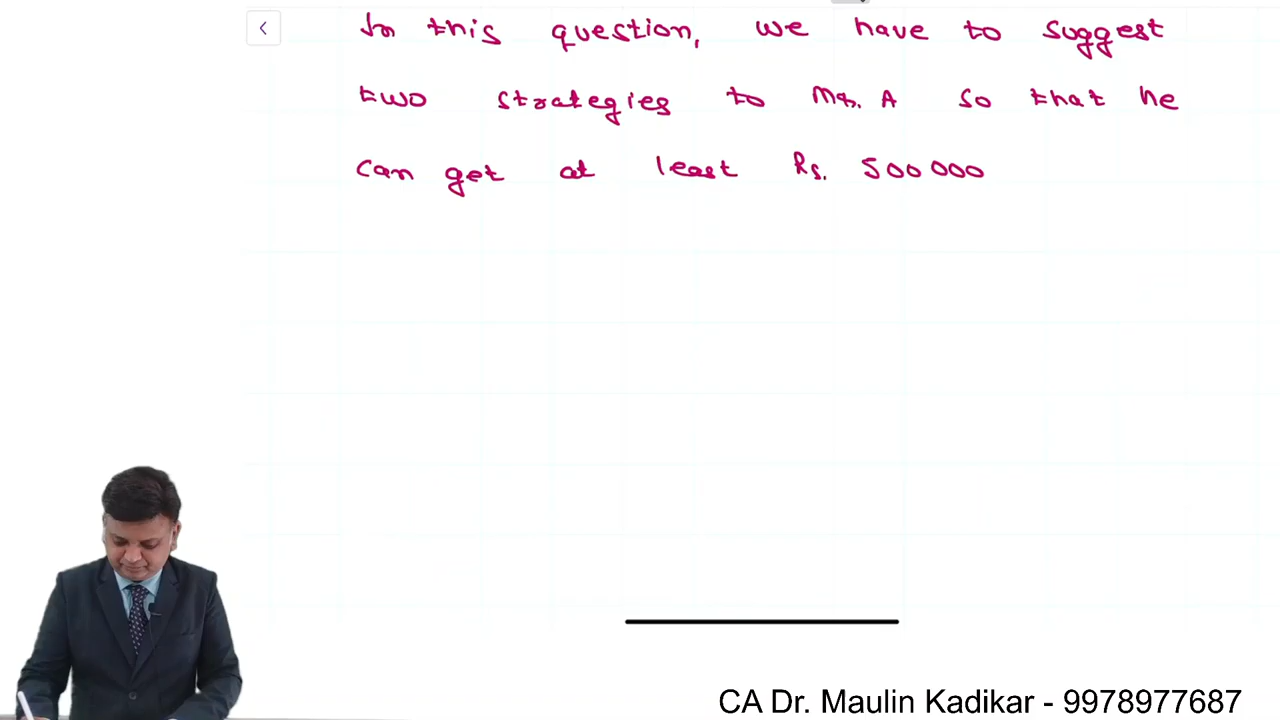 In this question, we have to suggest
two strategies to Mr. A so that he
can get at least Rs. 500000
CA Dr. Maulin Kadikar - 9978977687